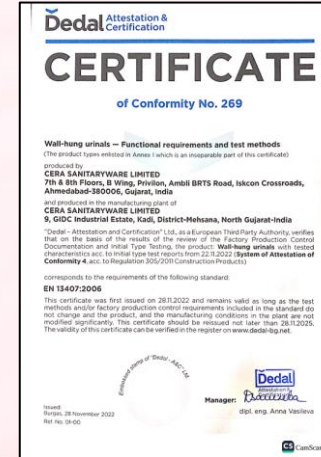 Dedal Attestation &
Certification
CERTIFICATE
of Conformity No. 269
Wall-hung urinals — Functional requirements and test methods
(The product types enlisted in Annex 1 which is an inseparable part of this certificate)
produced by
CERA SANITARYWARE LIMITED
7th & 8th Floors, B Wing, Privilon, Ambli BRTS Road, Iskcon Crossroads,
Ahmedabad-380006, Gujarat, India
and produced in the manufacturing plant of
CERA SANITARYWARE LIMITED
9, GIDC Industrial Estate, Kadi, District-Mehsana, North Gujarat-India
"Dedal – Attestation and Certification" Ltd., as a European Third Party Authority, verifies
that on the basis of the results of the review of the Factory Production Control
Documentation and Initial Type Testing, the product: Wall-hung urinals with tested
characteristics acc. to Initial type test reports from 22.11.2022 (System of Attestation of
Conformity 4, acc. to Regulation 305/2011 Construction Products)
corresponds to the requirements of the following standard:
EN 13407:2006
This certificate was first issued on 28.11.2022 and remains valid as long as the test
methods and/or factory production control requirements included in the standard do
not change and the product, and the manufacturing conditions in the plant are not
modified significantly. This certificate should be reissued not later than 28.11.2025.
The validity of this certificate can be verified in the register on www.dedal-bg.net.
Embossed stamp of "Dedal - A&C" Ltd.
Dedal
Attestation &
Certification
Manager:
dipl. eng. Anna Vasileva
Issued:
Burgas, 28 November 2022
Ref. No. 01-00
CS CamScanner